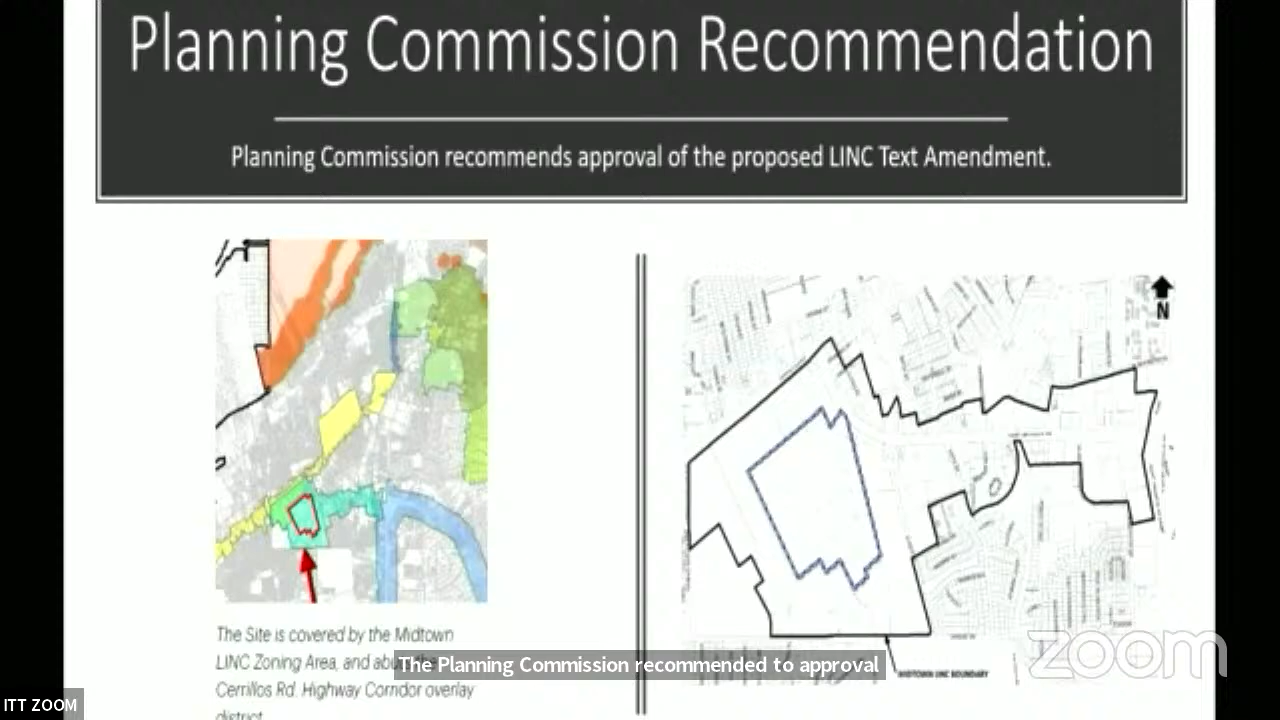 Planning Commission Recommendation
Planning Commission recommends approval of the proposed LINC Text Amendment.
N
The Site is covered by the Midtown
LINC Zoning Area, and
Cerrillos Rd. Highway Corridor overlay
district
The Planning Commission recommended to approval
MIDTOWN LINC BOUNDARY
zoom
ITT ZOOM